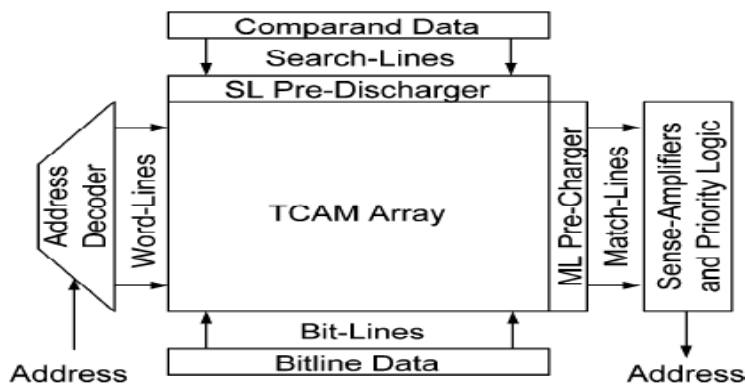 Comparand Data
Search-Lines
SL Pre-Discharger
Address
Decoder
Word-Lines
TCAM Array
ML Pre-Charger
Match-Lines
Sense-Amplifiers
and Priority Logic
Bit-Lines
Bitline Data
Address
Address